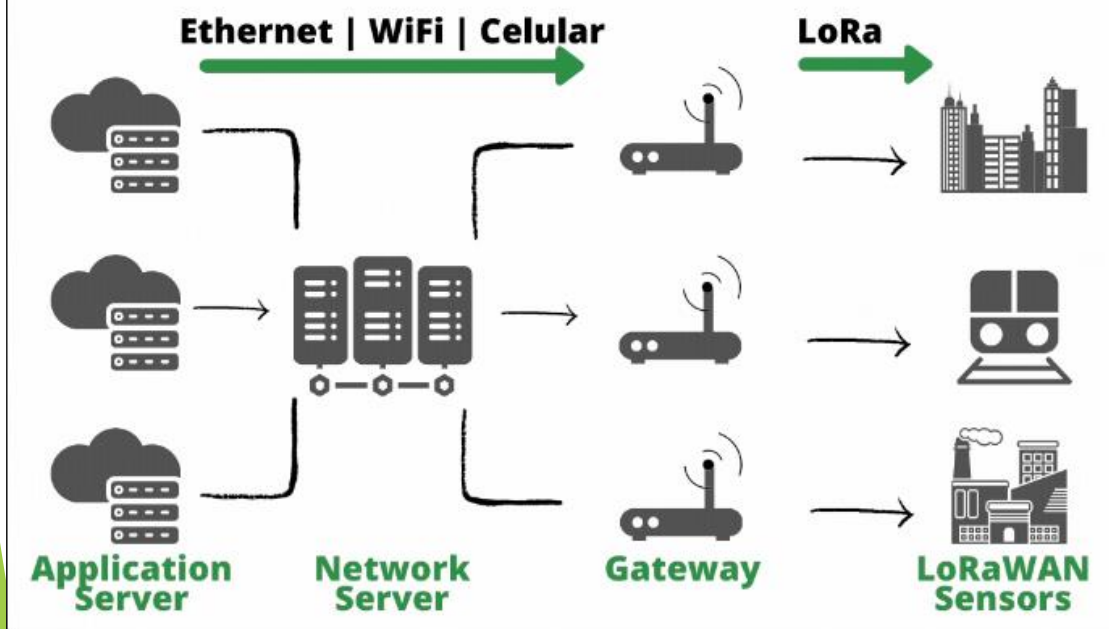 Ethernet | WiFi | Celular
LoRa
Application
Server
Network
Server
Gateway
LoRaWAN
Sensors